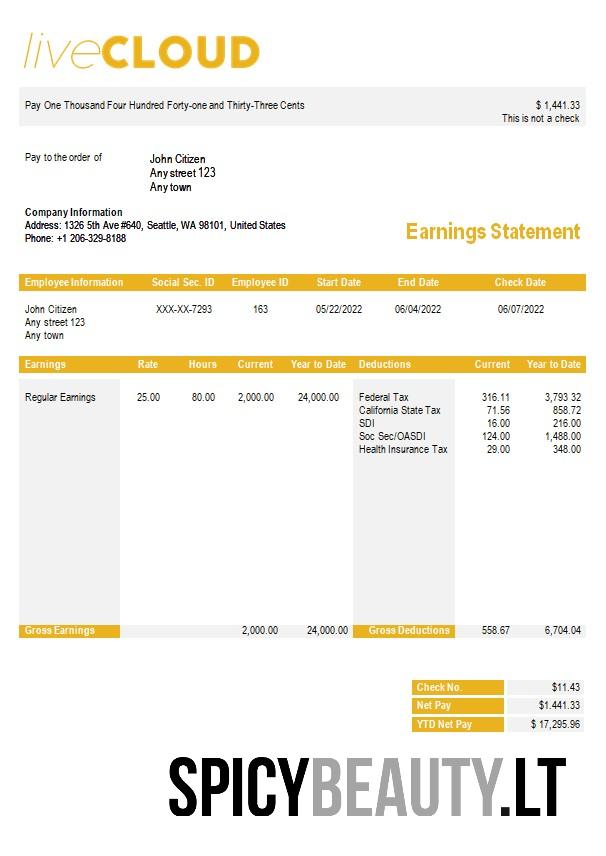 liveCLOUD
Pay One Thousand Four Hundred Forty-one and Thirty-Three Cents $ 1,441.33
This is not a check
Pay to the order of John Citizen
Any street 123
Any town
Company Information
Address: 1326 5th Ave #640, Seattle, WA 98101, United States
Phone: +1 206-329-8188
Earnings Statement
Employee Information Social Sec. ID Employee ID Start Date End Date Check Date
John Citizen XXX-XX-7293 163 05/22/2022 06/04/2022 06/07/2022
Any street 123
Any town
Earnings Rate Hours Current Year to Date Deductions Current Year to Date
Regular Earnings 25.00 80.00 2,000.00 24,000.00 Federal Tax 316.11 3,793 32
California State Tax 71.56 858.72
SDI 16.00 216.00
Soc Sec/OASDI 124.00 1,488.00
Health Insurance Tax 29.00 348.00
Gross Earnings 2,000.00 24,000.00 Gross Deductions 558.67 6,704.04
Check No. $11.43
Net Pay $1.441.33
YTD Net Pay $ 17,295.96
SPICYBEAUTY.LT